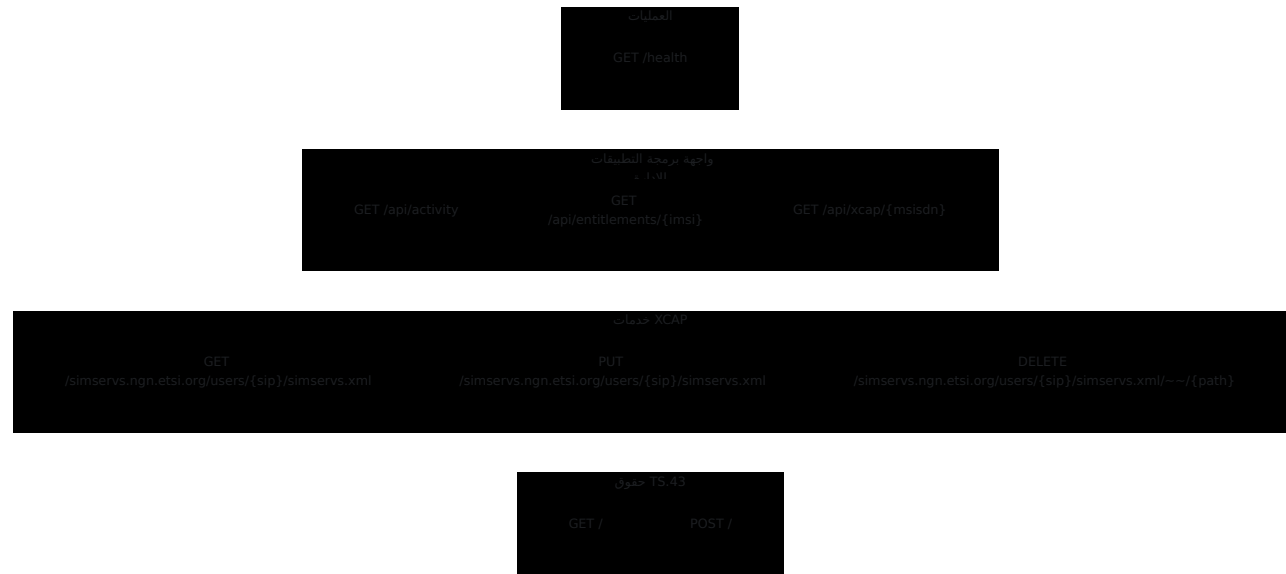 العمليات
GET /health
واجهة برمجة التطبيقات
GET /api/activity
GET
/api/entitlements/{imsi}
GET /api/xcap/{msisdn}
خدمات XCAP
GET
/simservs.ngn.etsi.org/users/{sip}/simservs.xml
PUT
/simservs.ngn.etsi.org/users/{sip}/simservs.xml
DELETE
/simservs.ngn.etsi.org/users/{sip}/simservs.xml/~~/{path}
حقوق TS.43
GET /
POST /